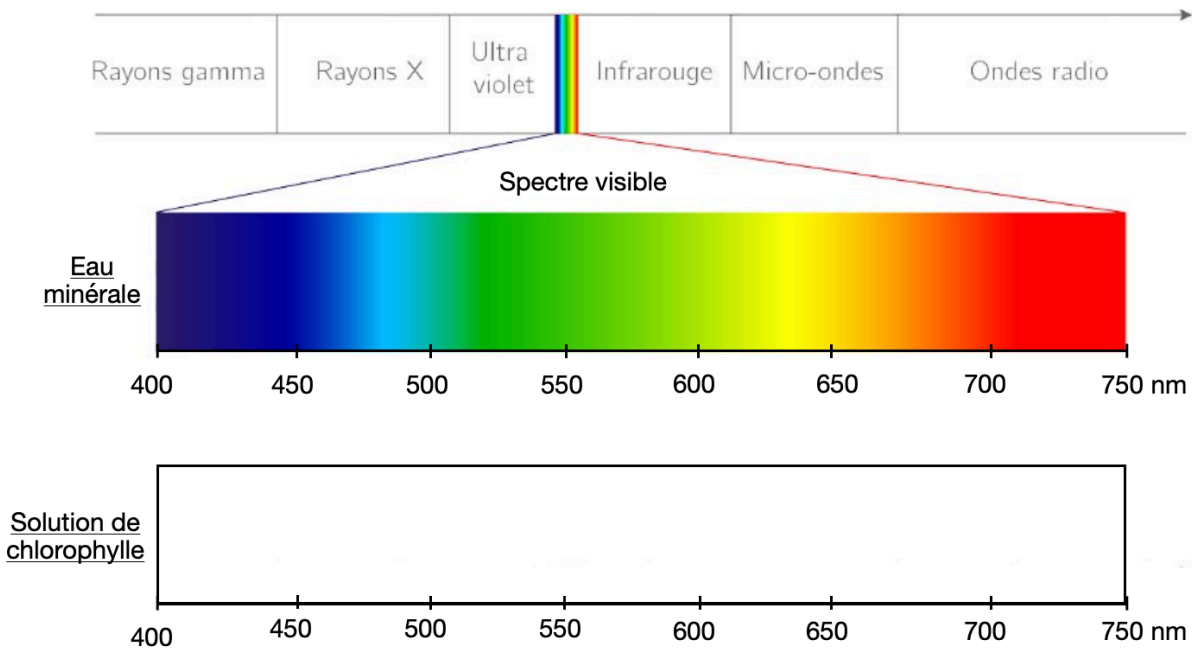 Rayons gamma
Rayons X
Ultra
violet
Infrarouge
Micro-ondes
Ondes radio
Spectre visible
Eau
minérale
400 450 500 550 600 650 700 750 nm
Solution de
chlorophylle
400 450 500 550 600 650 700 750 nm